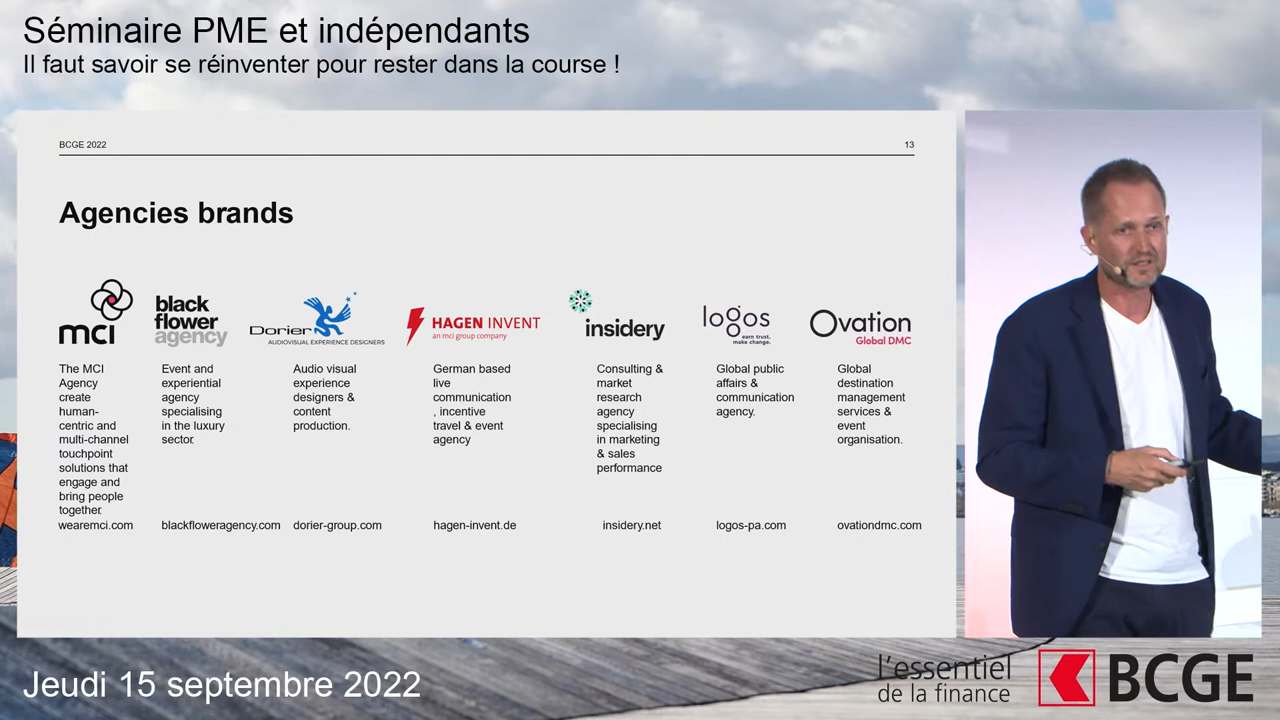 Séminaire PME et indépendants
Il faut savoir se réinventer pour rester dans la course !
BCGE 2022
13
Agencies brands
mci
black
flower
agency
Dorier
AUDIOVISUAL EXPERIENCE DESIGNERS
HAGEN INVENT
an mci group company
insidery
logos
earn trust,
make change.
Ovation
Global DMC
The MCI
Agency
create
human-
centric and
multi-channel
touchpoint
solutions that
engage and
bring people
together.
wearemci.com
Event and
experiential
agency
specialising
in the luxury
sector.
blackfloweragency.com
Audio visual
experience
designers &
content
production.
dorier-group.com
German based
live
communication
, incentive
travel & event
agency
hagen-invent.de
Consulting &
market
research
agency
specialising
in marketing
& sales
performance
insidery.net
Global public
affairs &
communication
agency.
logos-pa.com
Global
destination
management
services &
event
organisation.
ovationdmc.com
Jeudi 15 septembre 2022
l'essentiel
de la finance
BCGE